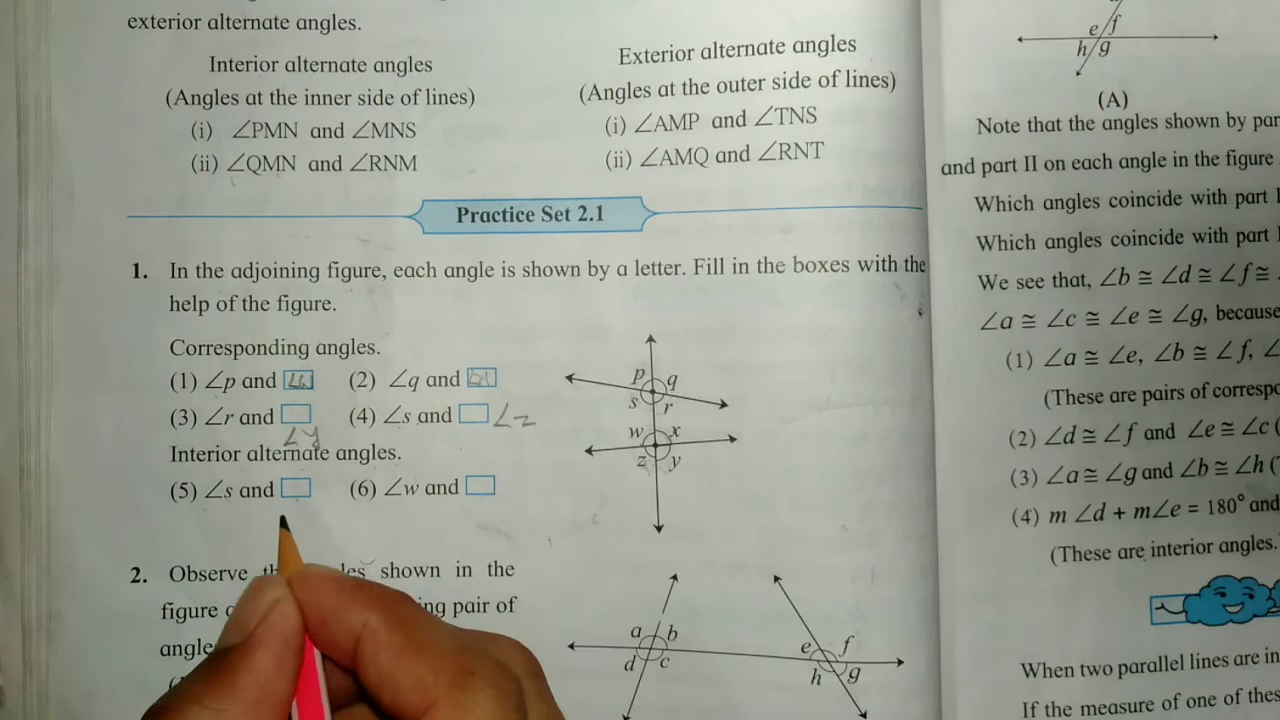 exterior alternate angles.
Interior alternate angles
(Angles at the inner side of lines)
(i) ∠PMN and ∠MNS
(ii) ∠QMN and ∠RNM
Exterior alternate angles
(Angles at the outer side of lines)
(i) ∠AMP and ∠TNS
(ii) ∠AMQ and ∠RNT
Practice Set 2.1
1. In the adjoining figure, each angle is shown by a letter. Fill in the boxes with the
help of the figure.
Corresponding angles.
(1) ∠p and (2) ∠q and
(3) ∠r and (4) ∠s and ∠z
∠y
Interior alternate angles.
(5) ∠s and (6) ∠w and
p q
s r
w x
z y
2. Observe shown in the
figure pair of
a b
d c
e f
h g
e f
h g
(A)
Note that the angles shown by
and part II on each angle in the figure
Which angles coincide with part
Which angles coincide with part
We see that, ∠b ≅ ∠d ≅ ∠f ≅
∠a ≅ ∠c ≅ ∠e ≅ ∠g, because
(1) ∠a ≅ ∠e, ∠b ≅ ∠f,
(These are pairs of
(2) ∠d ≅ ∠f and ∠e ≅ ∠c
(3) ∠a ≅ ∠g and ∠b ≅ ∠h
(4) m ∠d + m∠e = 180° and
(These are interior angles.
When two parallel lines are
If the measure of one of